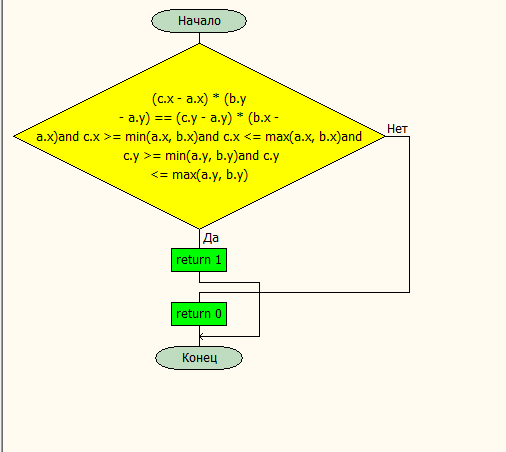 Начало
(c.x - a.x) * (b.y
- a.y) == (c.y - a.y) * (b.x -
a.x)and c.x >= min(a.x, b.x)and c.x <= max(a.x, b.x)and
c.y >= min(a.y, b.y)and c.y
<= max(a.y, b.y)
Нет
Да
return 1
return 0
Конец